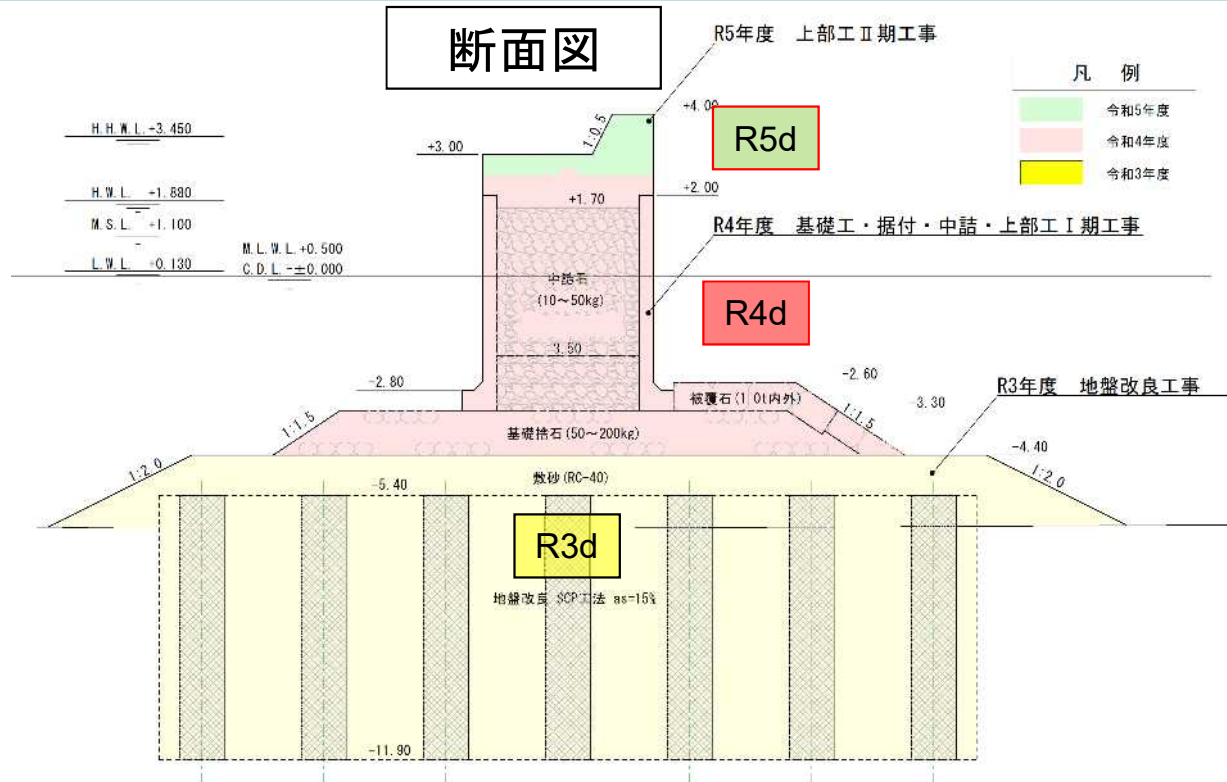 断面図
R5年度 上部工Ⅱ期工事
凡 例
令和5年度
令和4年度
令和3年度
H.H.W.L. +3.450
+3.00
1:0.5
+4.00
R5d
H.W.L. +1.880
+2.00
+1.70
M.S.L. +1.100
R4年度 基礎工・据付・中詰・上部工Ⅰ期工事
M.L.W.L. +0.500
L.W.L. +0.130
C.D.L. -±0.000
中詰石
(10～50kg)
R4d
3.50
-2.80
-2.60
R3年度 地盤改良工事
被覆石(1.0t内外)
1:1.5
-3.30
1:1.5
基礎捨石(50～200kg)
-4.40
1:2.0
敷砂(RC-40)
1:2.0
-5.40
R3d
地盤改良 SCP工法 as=15%
-11.90